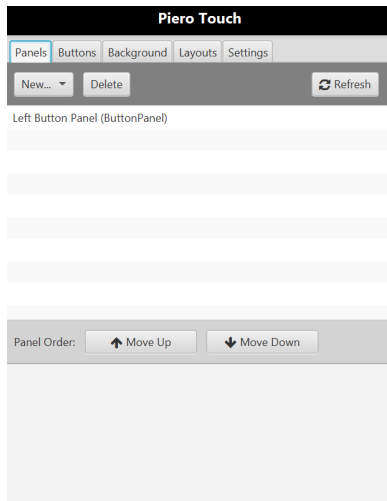 Piero Touch
Panels Buttons Background Layouts Settings
New... Delete Refresh
Left Button Panel (ButtonPanel)
Panel Order: Move Up Move Down